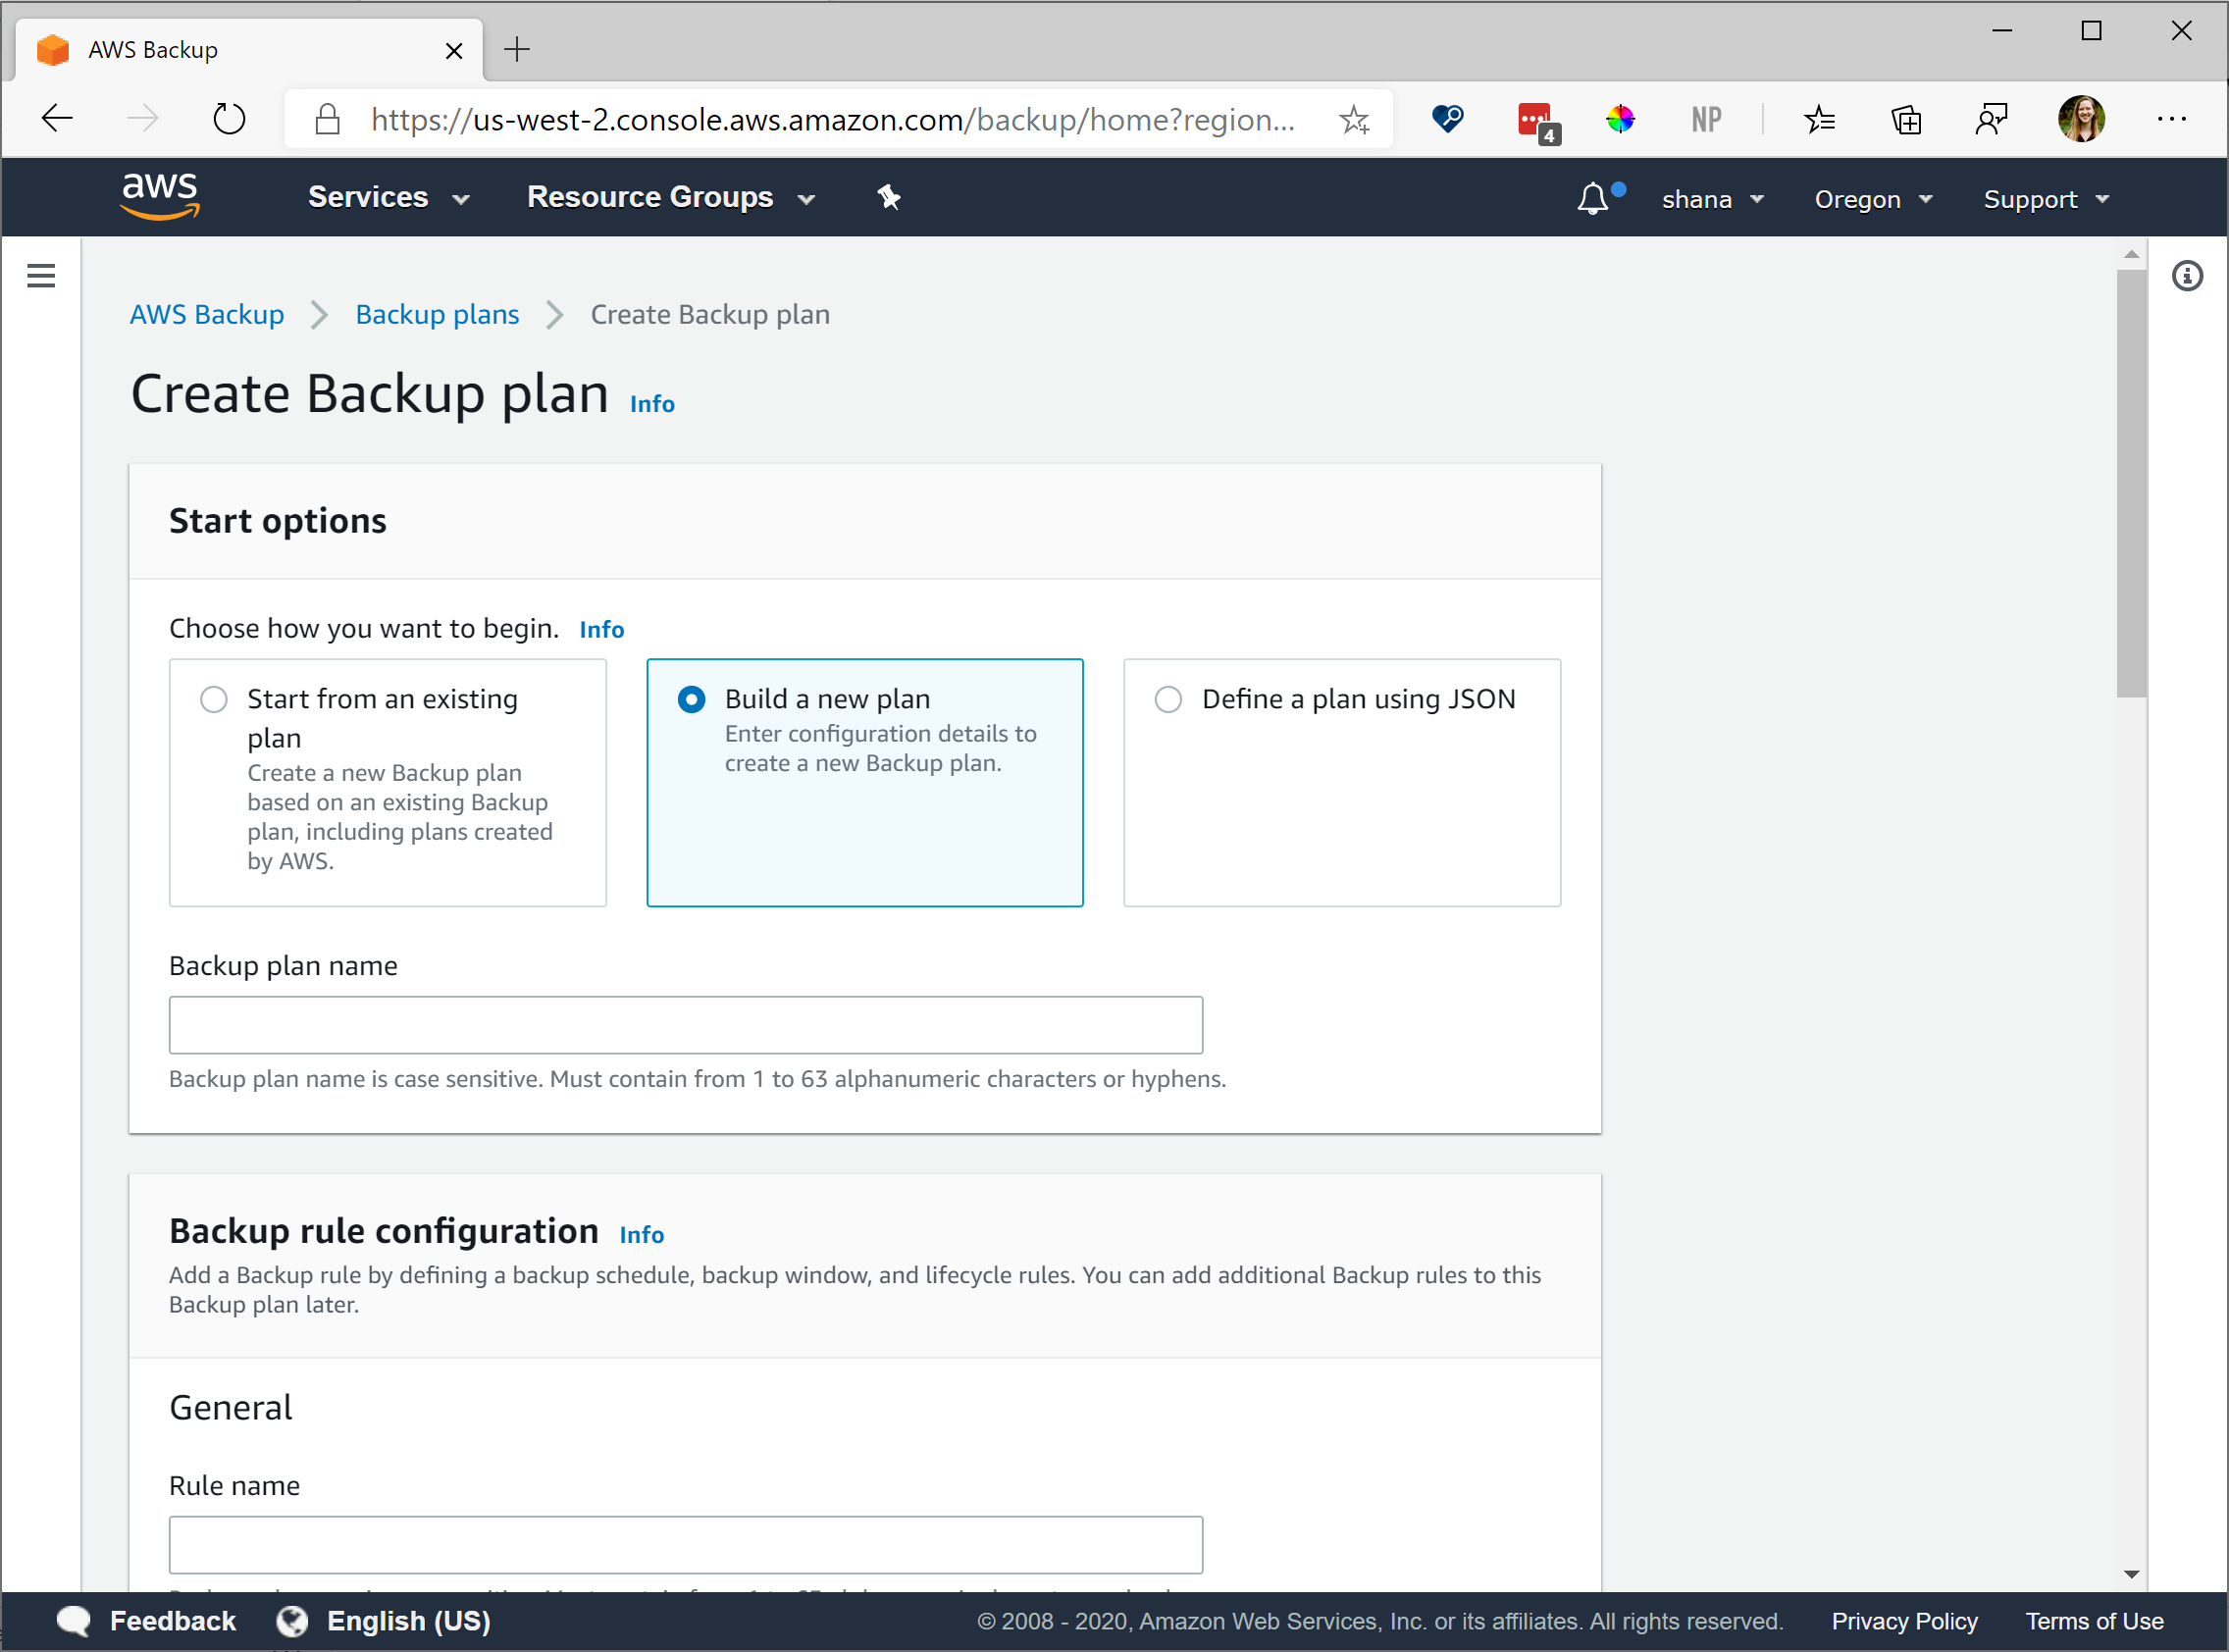 AWS Backup
https://us-west-2.console.aws.amazon.com/backup/home?region...
4
NP
aws
Services
Resource Groups
shana
Oregon
Support
AWS Backup
Backup plans
Create Backup plan
Create Backup plan Info
Start options
Choose how you want to begin. Info
Start from an existing
plan
Create a new Backup plan
based on an existing Backup
plan, including plans created
by AWS.
Build a new plan
Enter configuration details to
create a new Backup plan.
Define a plan using JSON
Backup plan name
Backup plan name is case sensitive. Must contain from 1 to 63 alphanumeric characters or hyphens.
Backup rule configuration Info
Add a Backup rule by defining a backup schedule, backup window, and lifecycle rules. You can add additional Backup rules to this
Backup plan later.
General
Rule name
Feedback
English (US)
© 2008 - 2020, Amazon Web Services, Inc. or its affiliates. All rights reserved.
Privacy Policy
Terms of Use